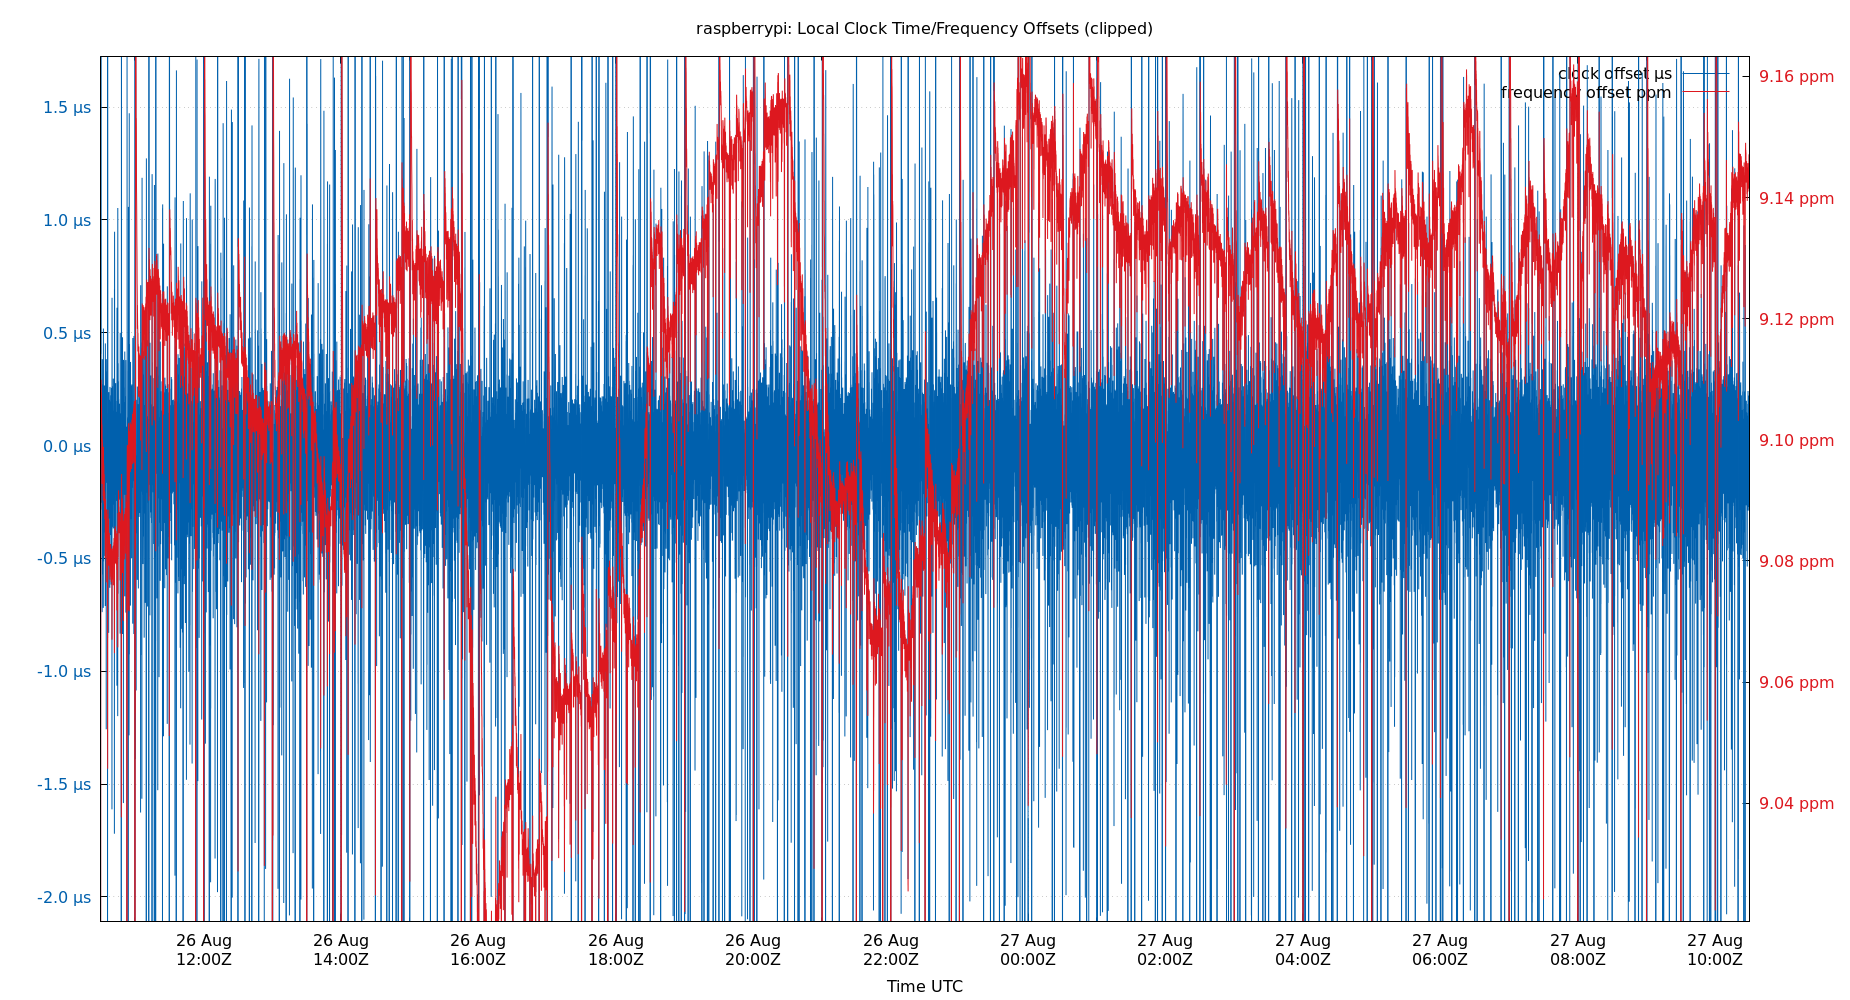 raspberrypi: Local Clock Time/Frequency Offsets (clipped)
clock offset µs
frequency offset ppm
1.5 µs
1.0 µs
0.5 µs
0.0 µs
-0.5 µs
-1.0 µs
-1.5 µs
-2.0 µs
9.16 ppm
9.14 ppm
9.12 ppm
9.10 ppm
9.08 ppm
9.06 ppm
9.04 ppm
26 Aug 26 Aug 26 Aug 26 Aug 26 Aug 26 Aug 27 Aug 27 Aug 27 Aug 27 Aug 27 Aug 27 Aug
12:00Z 14:00Z 16:00Z 18:00Z 20:00Z 22:00Z 00:00Z 02:00Z 04:00Z 06:00Z 08:00Z 10:00Z
Time UTC